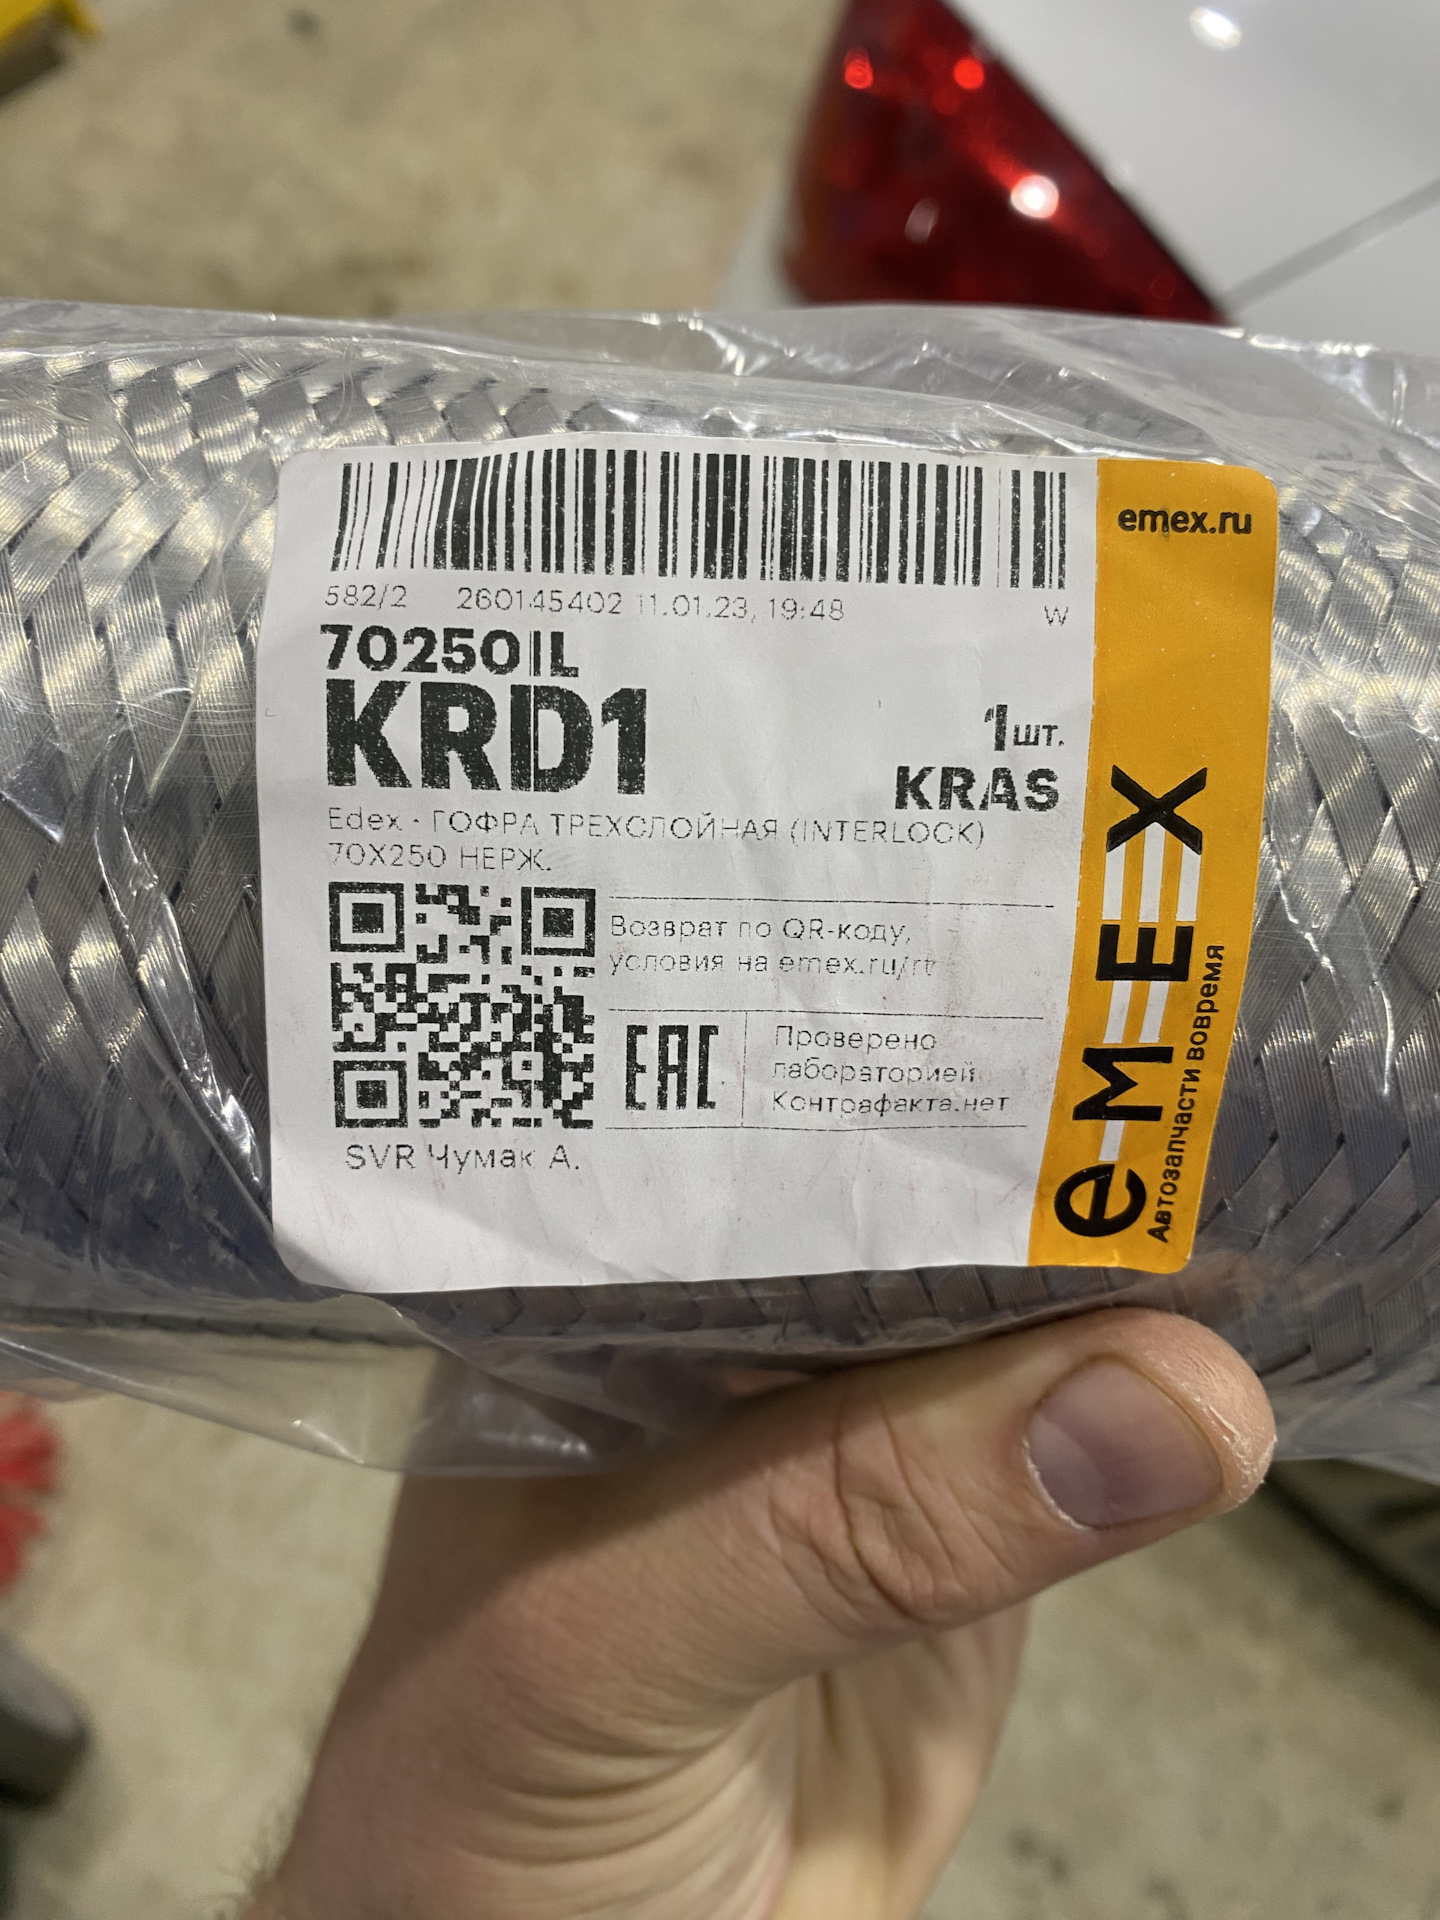 582/2 260145402 11.01.23, 19:48 W
70250IL
KRD1
1шт.
KRAS
Edex - ГОФРА ТРЕХСЛОЙНАЯ (INTERLOCK)
70X250 НЕРЖ.
Возврат по QR-коду,
условия на emex.ru/rt
EAC
Проверено
лабораторией
Контрафакта.нет
SVR Чумак А.
emex.ru
e-MEX
Автозапчасти вовремя